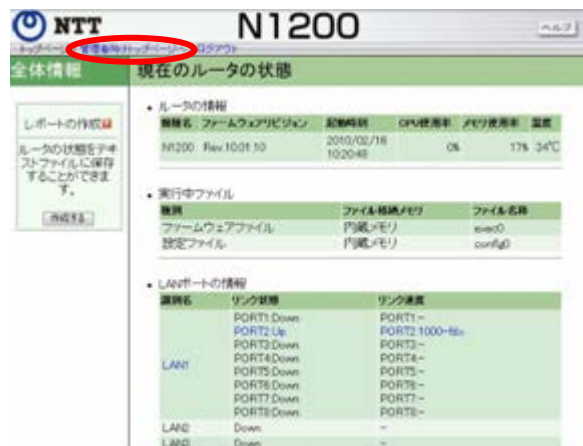 NTT
N1200
ヘルプ
トップページ 管理者向けトップページへ ログアウト
全体情報
現在のルータの状態
レポートの作成
ルータの状態をテキ
ストファイルに保存
することができま
す。
作成する
ルータの情報
機種名 ファームウェアリビジョン 起動時刻 CPU使用率 メモリ使用率 温度
N1200 Rev.10.01.10 2010/02/16 10:20:48 0% 17% 34℃
実行中ファイル
種別 ファイル格納メモリ ファイル名称
ファームウェアファイル 内蔵メモリ exec0
設定ファイル 内蔵メモリ config0
LANポートの情報
識別名 リンク状態 リンク速度
LAN1
PORT1:Down PORT1:-
PORT2:Up PORT2:1000-fdx
PORT3:Down PORT3:-
PORT4:Down PORT4:-
PORT5:Down PORT5:-
PORT6:Down PORT6:-
PORT7:Down PORT7:-
PORT8:Down PORT8:-
LAN2 Down -
LAN3 Down -